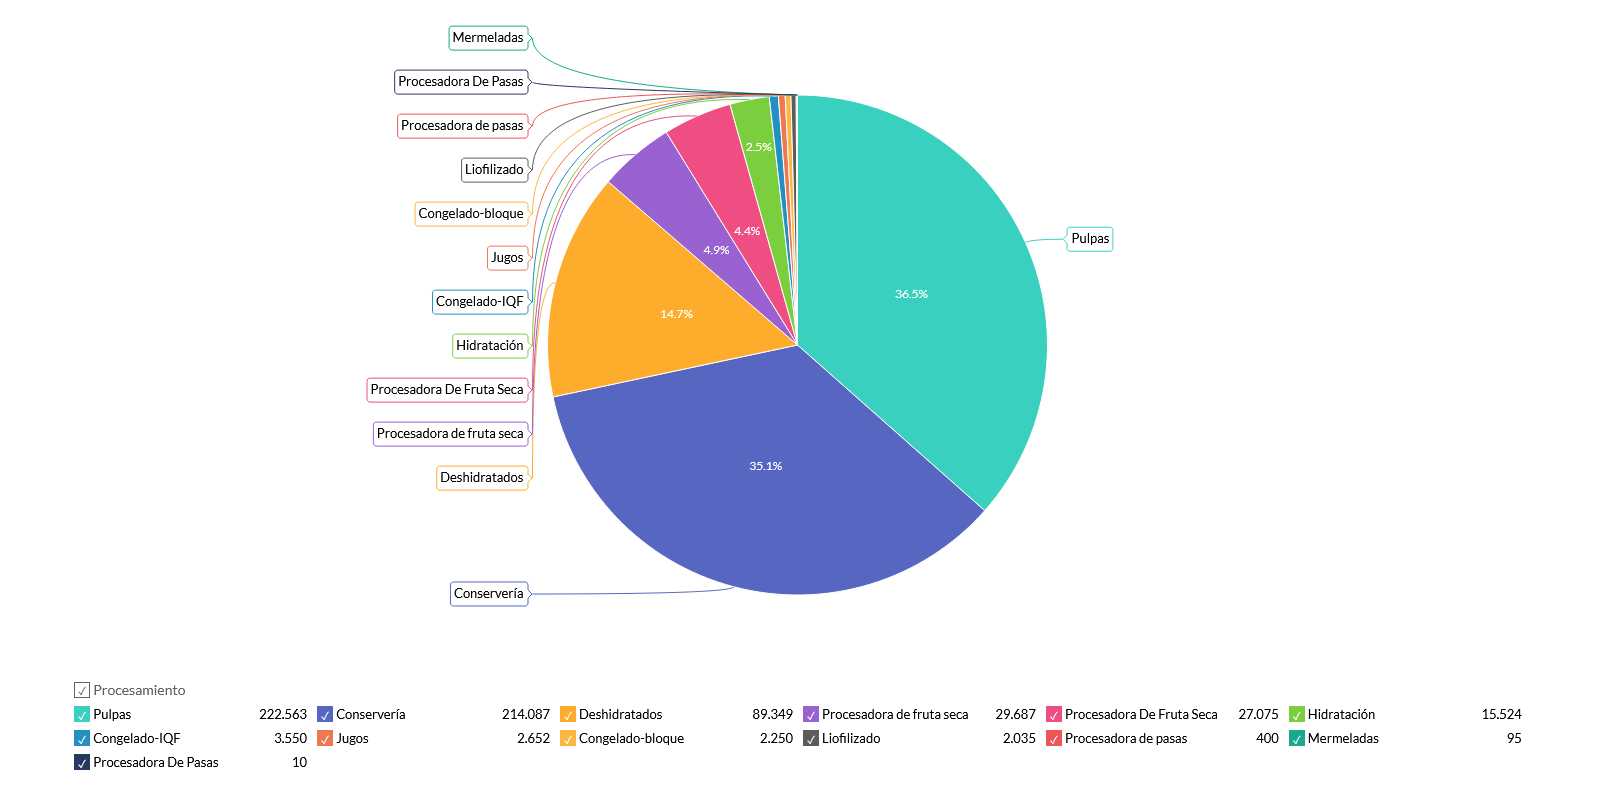 Mermeladas
Procesadora De Pasas
Procesadora de pasas
Liofilizado
Congelado-bloque
Jugos
Congelado-IQF
Hidratación
Procesadora De Fruta Seca
Procesadora de fruta seca
Deshidratados
Conservería
Pulpas
2.5%
4.4%
4.9%
14.7%
36.5%
35.1%
Procesamiento
Pulpas 222.563 Conservería 214.087 Deshidratados 89.349 Procesadora de fruta seca 29.687 Procesadora De Fruta Seca 27.075 Hidratación 15.524
Congelado-IQF 3.550 Jugos 2.652 Congelado-bloque 2.250 Liofilizado 2.035 Procesadora de pasas 400 Mermeladas 95
Procesadora De Pasas 10